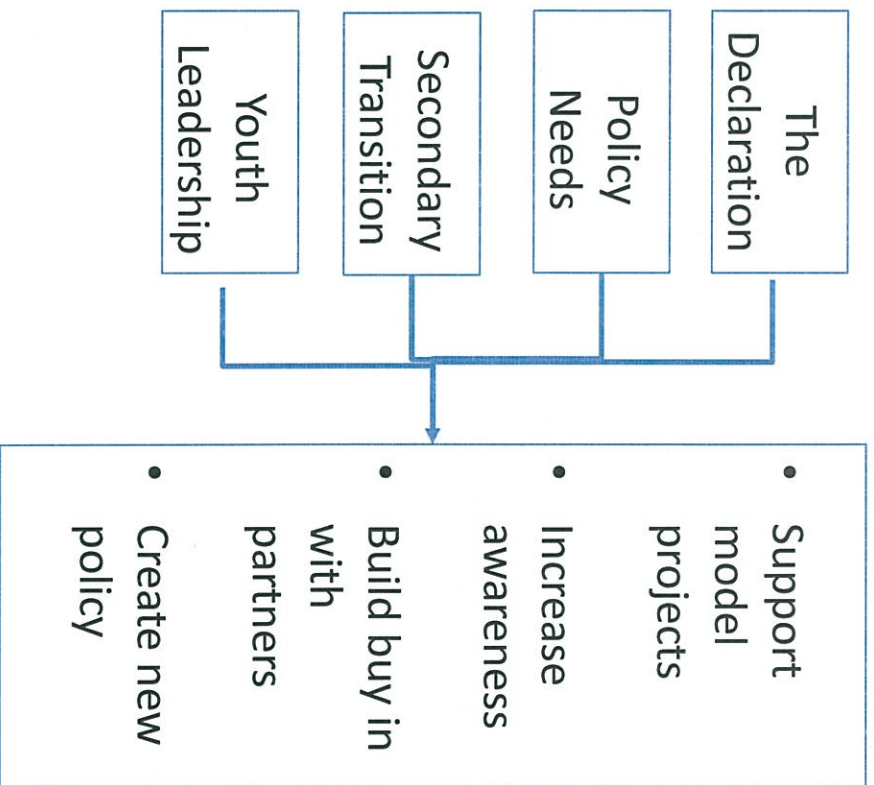 The
Declaration
Policy
Needs
Secondary
Transition
Youth
Leadership
• Support
model
projects
• Increase
awareness
• Build buy in
with
partners
• Create new
policy